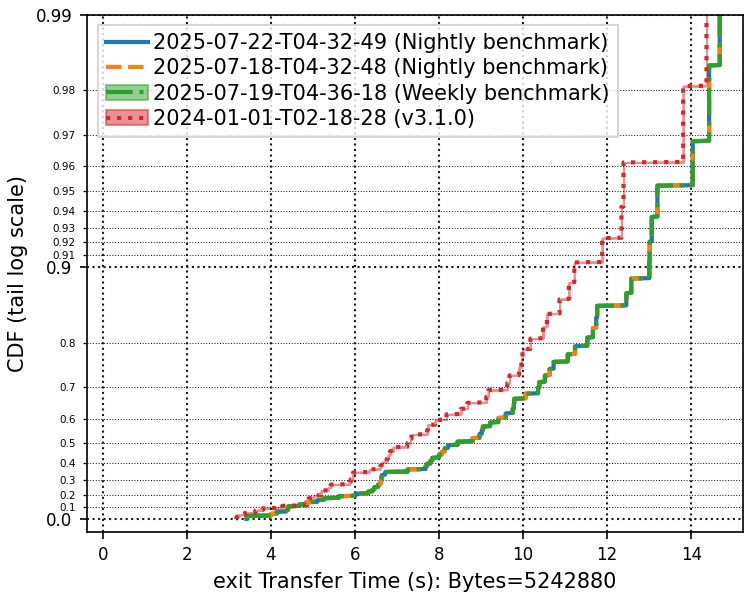 0.99
2025-07-22-T04-32-49 (Nightly benchmark)
2025-07-18-T04-32-48 (Nightly benchmark)
2025-07-19-T04-36-18 (Weekly benchmark)
2024-01-01-T02-18-28 (v3.1.0)
0.98
0.97
0.96
0.95
0.94
0.93
0.92
0.91
0.9
0.8
0.7
0.6
0.5
0.4
0.3
0.2
0.1
0.0
CDF (tail log scale)
0 2 4 6 8 10 12 14
exit Transfer Time (s): Bytes=5242880